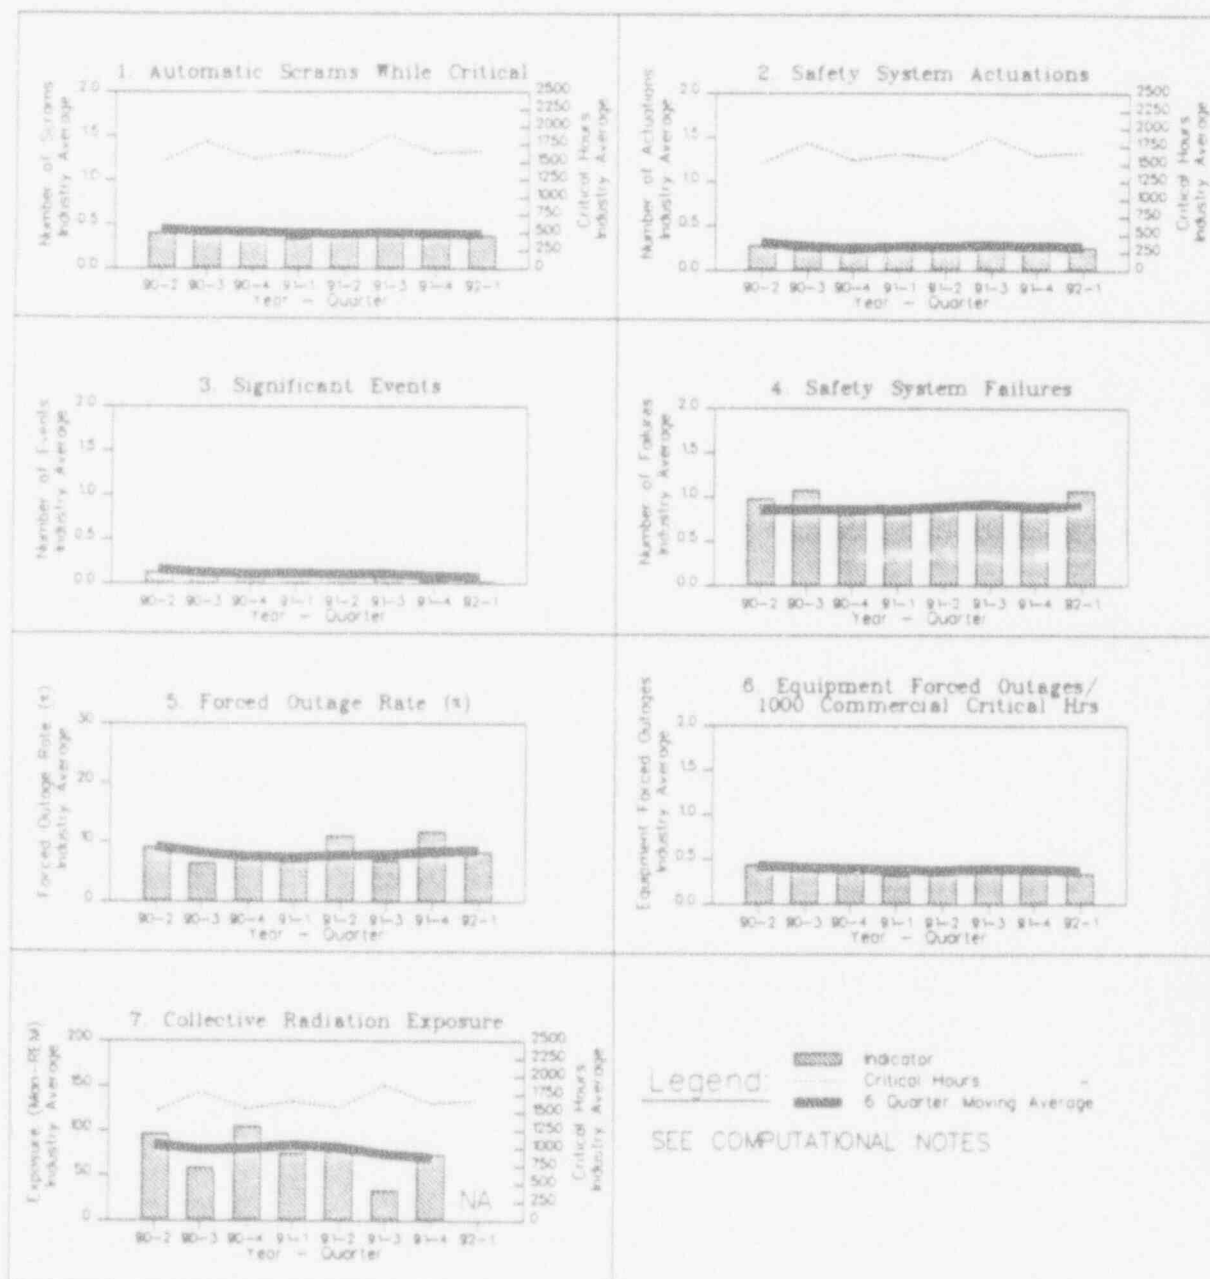 1. Automatic Scrams While Critical
Number of Scrams
Industry Average
2.0
1.5
1.0
0.5
0.0
2500
2250
2000
1750
1500
1250
1000
750
500
250
0
Critical Hours
Industry Average
90-2 90-3 90-4 91-1 91-2 91-3 91-4 92-1
Year - Quarter
2. Safety System Actuations
Number of Actuations
Industry Average
2.0
1.5
1.0
0.5
0.0
2500
2250
2000
1750
1500
1250
1000
750
500
250
0
Critical Hours
Industry Average
90-2 90-3 90-4 91-1 91-2 91-3 91-4 92-1
Year - Quarter
3. Significant Events
Number of Events
Industry Average
2.0
1.5
1.0
0.5
0.0
90-2 90-3 90-4 91-1 91-2 91-3 91-4 92-1
Year - Quarter
4. Safety System Failures
Number of Failures
Industry Average
2.0
1.5
1.0
0.5
0.0
90-2 90-3 90-4 91-1 91-2 91-3 91-4 92-1
Year - Quarter
5. Forced Outage Rate (%)
Forced Outage Rate (%)
Industry Average
30
20
10
0
90-2 90-3 90-4 91-1 91-2 91-3 91-4 92-1
Year - Quarter
6. Equipment Forced Outages/
1000 Commercial Critical Hrs
Equipment Forced Outages
Industry Average
2.0
1.5
1.0
0.5
0.0
90-2 90-3 90-4 91-1 91-2 91-3 91-4 92-1
Year - Quarter
7. Collective Radiation Exposure
Exposure (Man-REM)
Industry Average
200
150
100
50
0
NA
2500
2250
2000
1750
1500
1250
1000
750
500
250
0
Critical Hours
Industry Average
90-2 90-3 90-4 91-1 91-2 91-3 91-4 92-1
Year - Quarter
Legend:
Indicator
Critical Hours
6 Quarter Moving Average
SEE COMPUTATIONAL NOTES